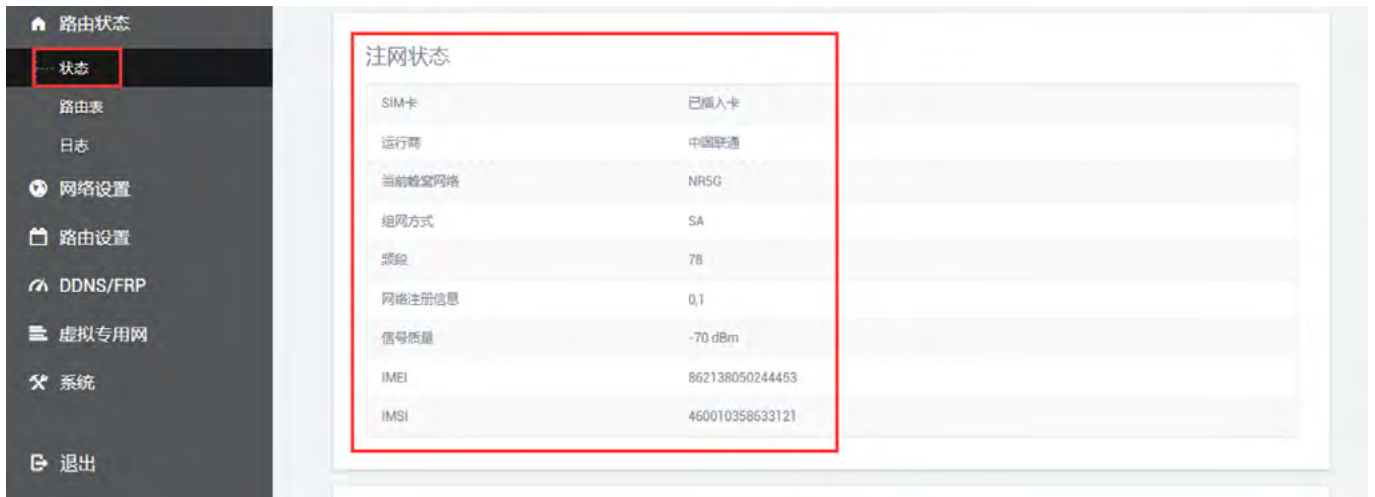 路由状态
状态
路由表
日志
网络设置
路由设置
DDNS/FRP
虚拟专用网
系统
退出
注网状态
SIM卡 已插入卡
运行商 中国联通
当前蜂窝网络 NR5G
组网方式 SA
频段 78
网络注册信息 0,1
信号质量 -70 dBm
IMEI 862138050244453
IMSI 460010358633121